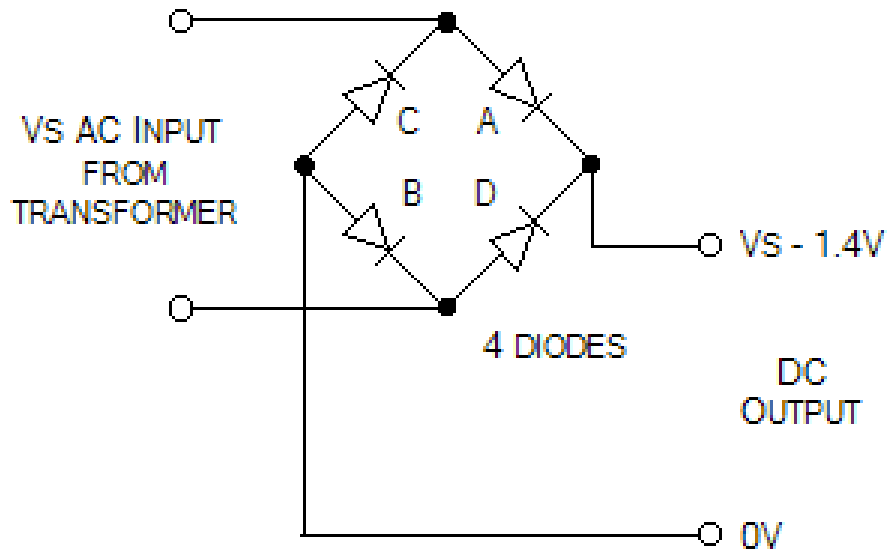 VS AC INPUT
FROM
TRANSFORMER
C
A
B
D
4 DIODES
VS - 1.4V
DC
OUTPUT
0V